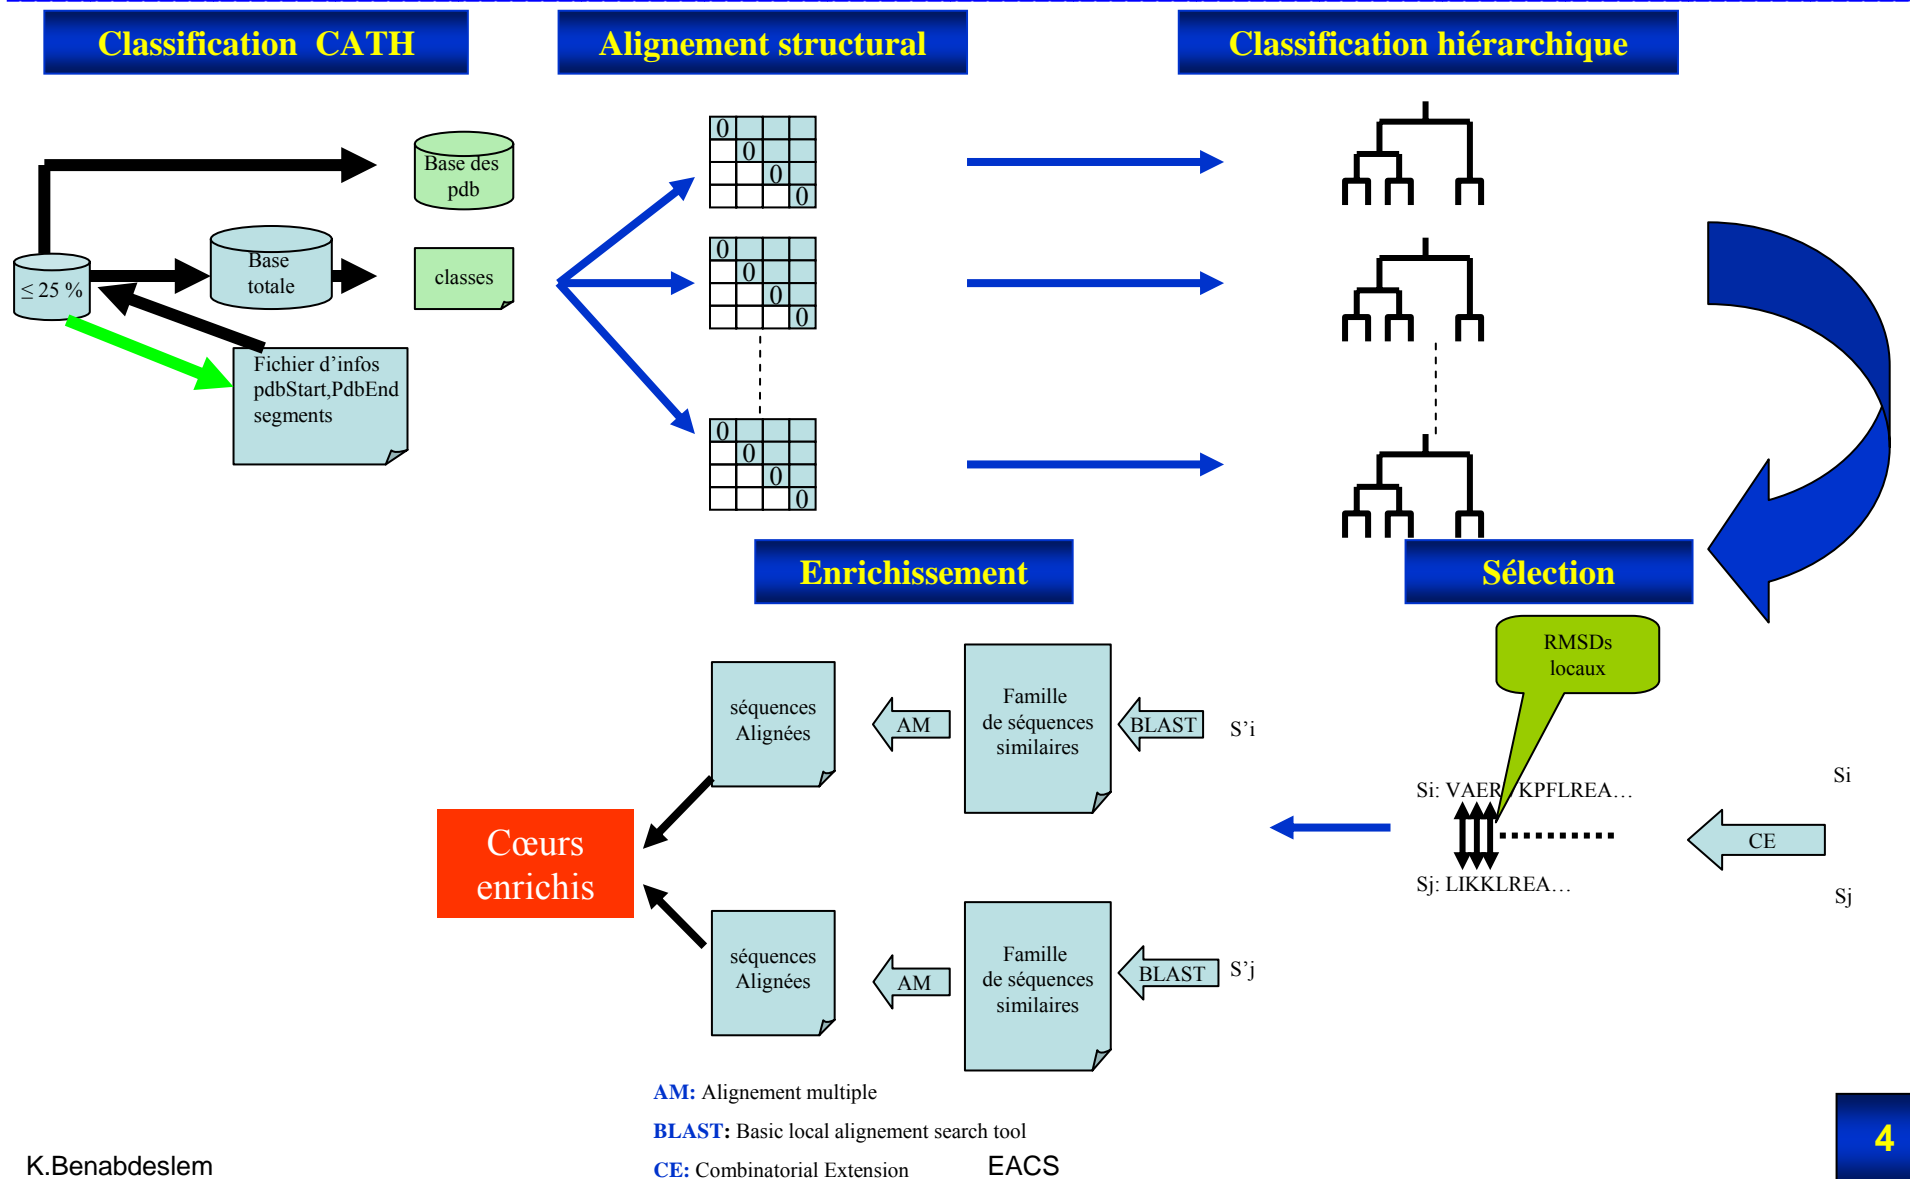 Classification CATH
Alignement structural
Classification hiérarchique
Base des
pdb
Base
totale
classes
≤ 25 %
Fichier d’infos
pdbStart,PdbEnd
segments
0
0
0
0
0
0
0
0
0
0
0
0
Enrichissement
Sélection
RMSDs
locaux
séquences
Alignées
AM
Famille
de séquences
similaires
BLAST
S’i
Si: VAER KPFLREA…
Si
CE
Sj: LIKKLREA…
Sj
Cœurs
enrichis
séquences
Alignées
AM
Famille
de séquences
similaires
BLAST
S’j
AM: Alignement multiple
BLAST: Basic local alignement search tool
CE: Combinatorial Extension
K.Benabdeslem
EACS
4